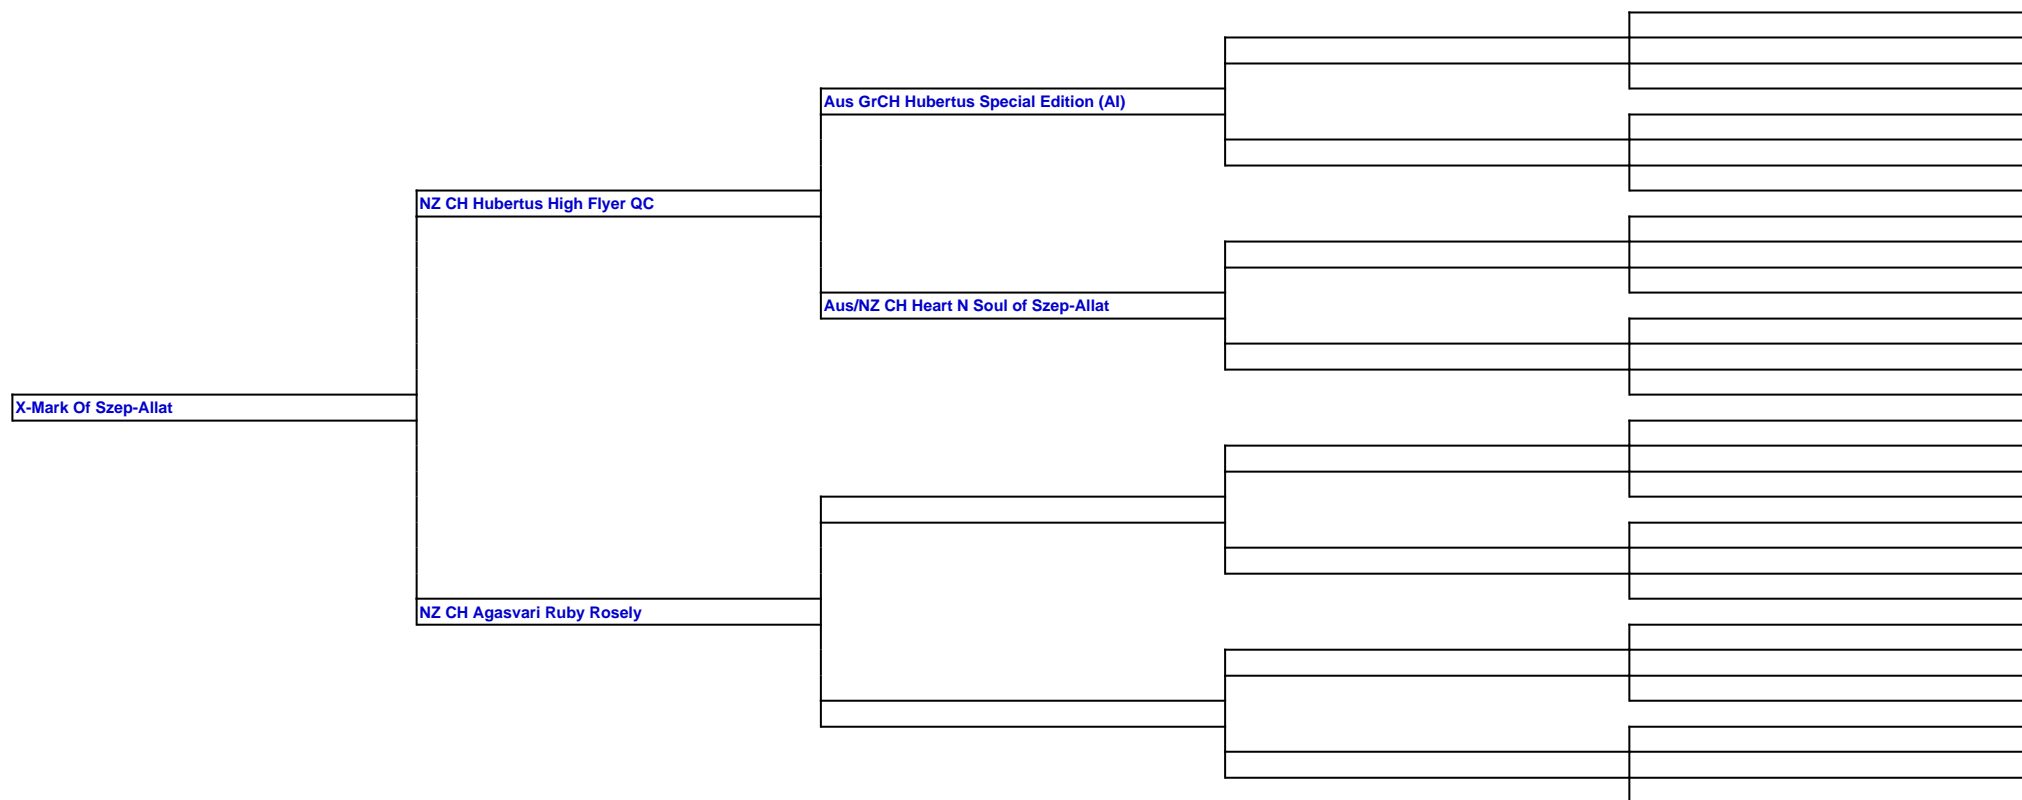 Aus GrCH Hubertus Special Edition (AI)
NZ CH Hubertus High Flyer QC
Aus/NZ CH Heart N Soul of Szep-Allat
X-Mark Of Szep-Allat
NZ CH Agasvari Ruby Rosely